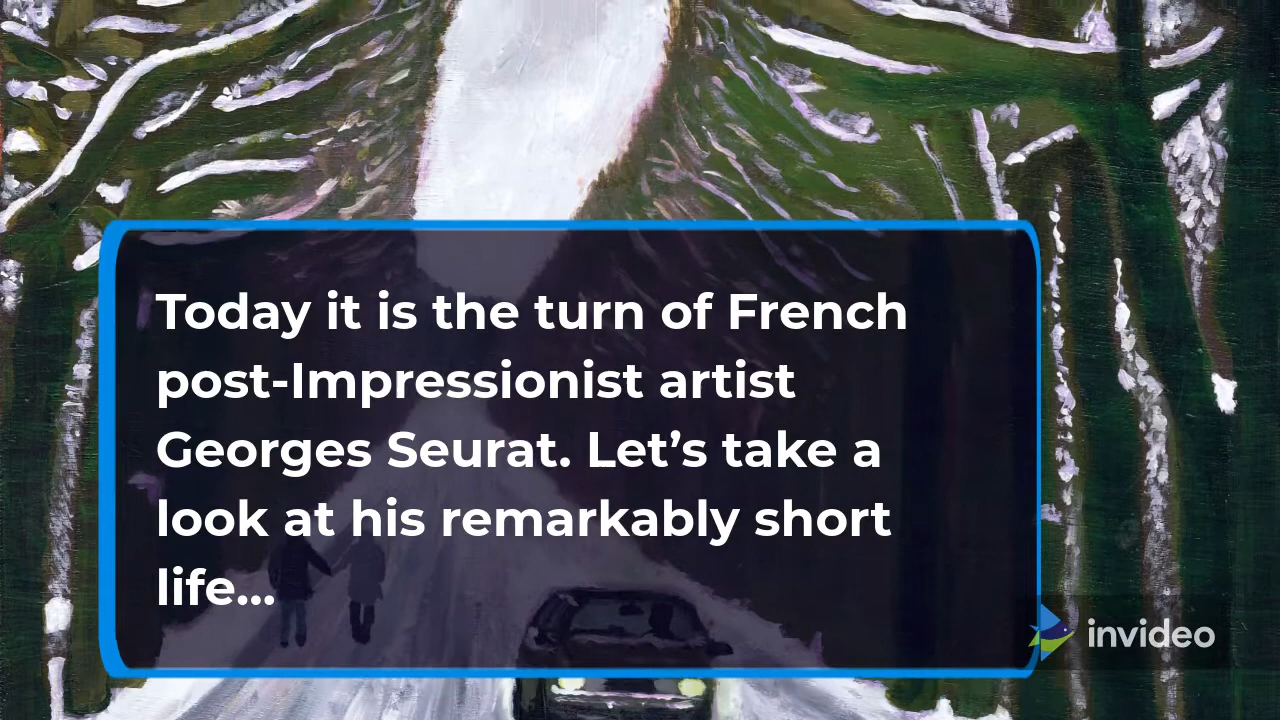 Today it is the turn of French
post-Impressionist artist
Georges Seurat. Let’s take a
look at his remarkably short
life...
invideo